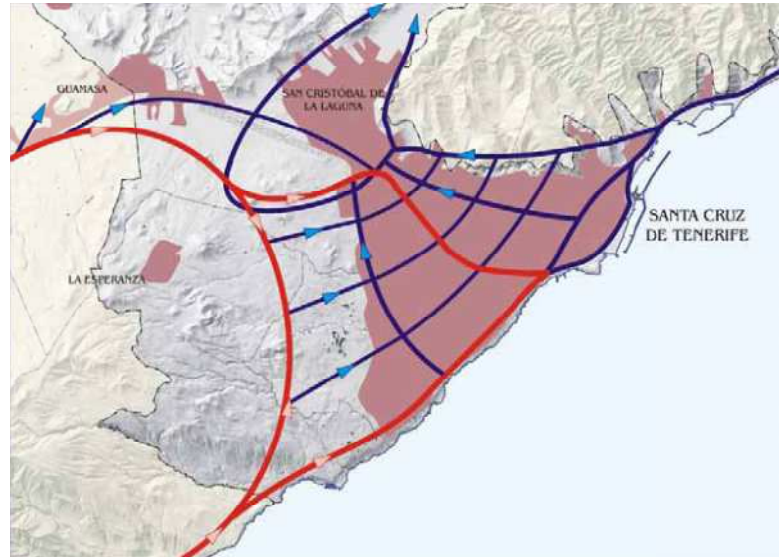 GUAMASA
SAN CRISTÓBAL DE
LA LAGUNA
SANTA CRUZ
DE TENERIFE
LA ESPERANZA